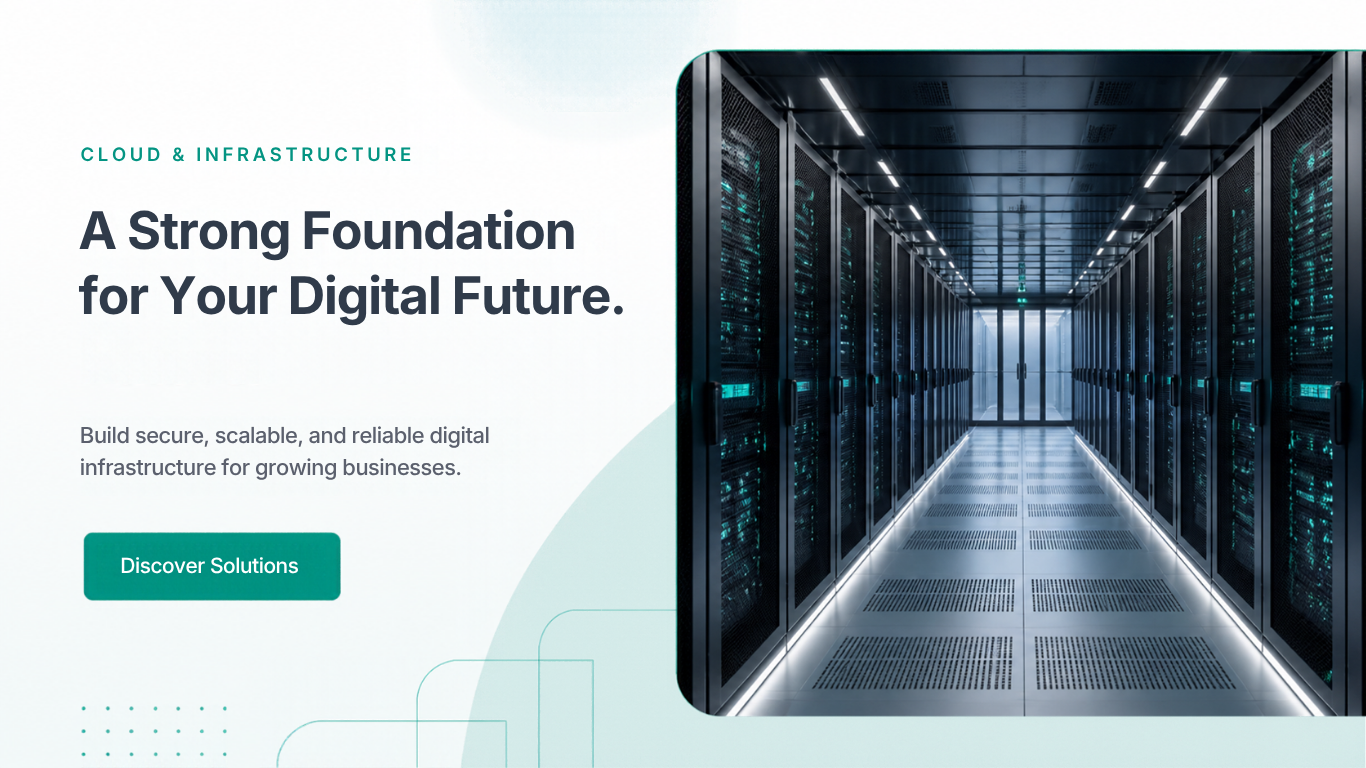 CLOUD & INFRASTRUCTURE
A Strong Foundation
for Your Digital Future.
Build secure, scalable, and reliable digital
infrastructure for growing businesses.
Discover Solutions